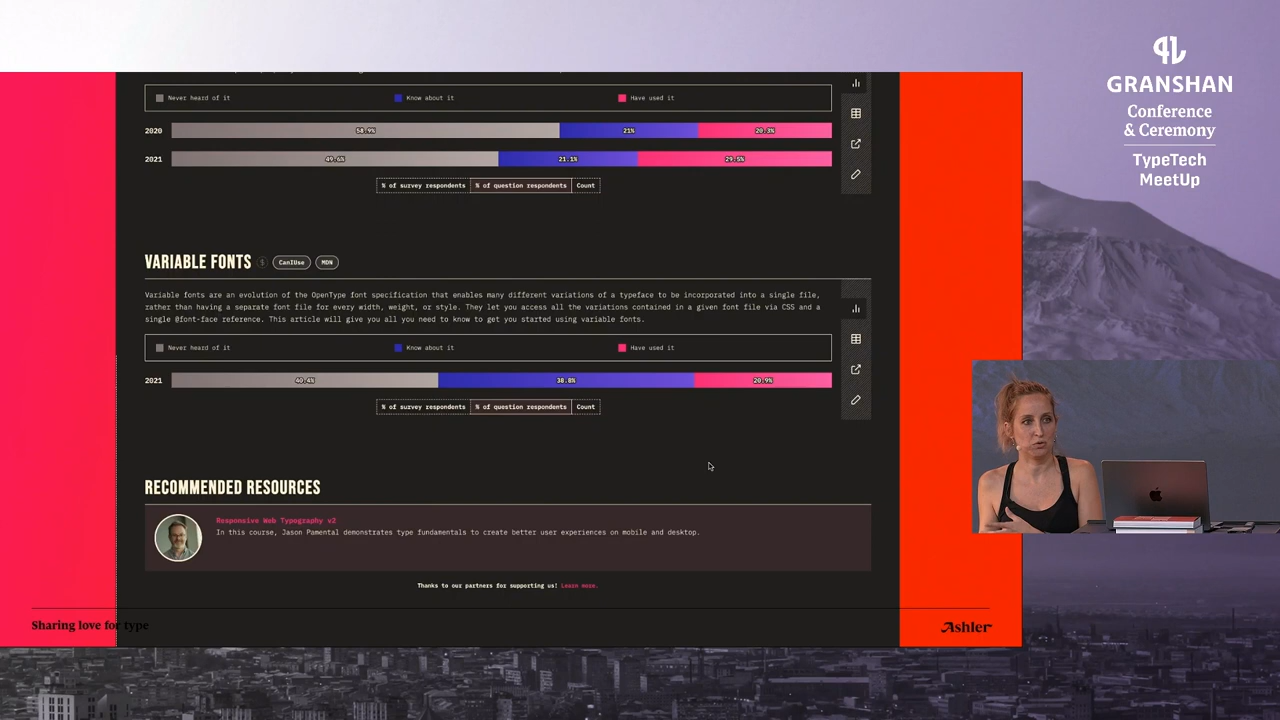 GRANSHAN
Conference
& Ceremony
TypeTech
MeetUp
Never heard of it
Know about it
Have used it
2020
58.9%
21%
20.3%
2021
49.6%
21.1%
29.5%
% of survey respondents
% of question respondents
Count
VARIABLE FONTS
$
CanIUse
MDN
Variable fonts are an evolution of the OpenType font specification that enables many different variations of a typeface to be incorporated into a single file,
rather than having a separate font file for every width, weight, or style. They let you access all the variations contained in a given font file via CSS and a
single @font-face reference. This article will give you all you need to know to get you started using variable fonts.
Never heard of it
Know about it
Have used it
2021
40.4%
38.8%
20.9%
% of survey respondents
% of question respondents
Count
RECOMMENDED RESOURCES
Responsive Web Typography v2
In this course, Jason Pamental demonstrates type fundamentals to create better user experiences on mobile and desktop.
Thanks to our partners for supporting us! Learn more.
Sharing love for type
Ashler